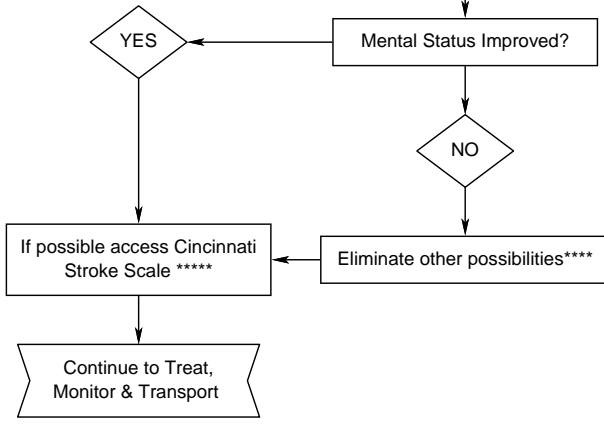 YES
Mental Status Improved?
NO
If possible access Cincinnati
Stroke Scale *****
Eliminate other possibilities****
Continue to Treat,
Monitor & Transport